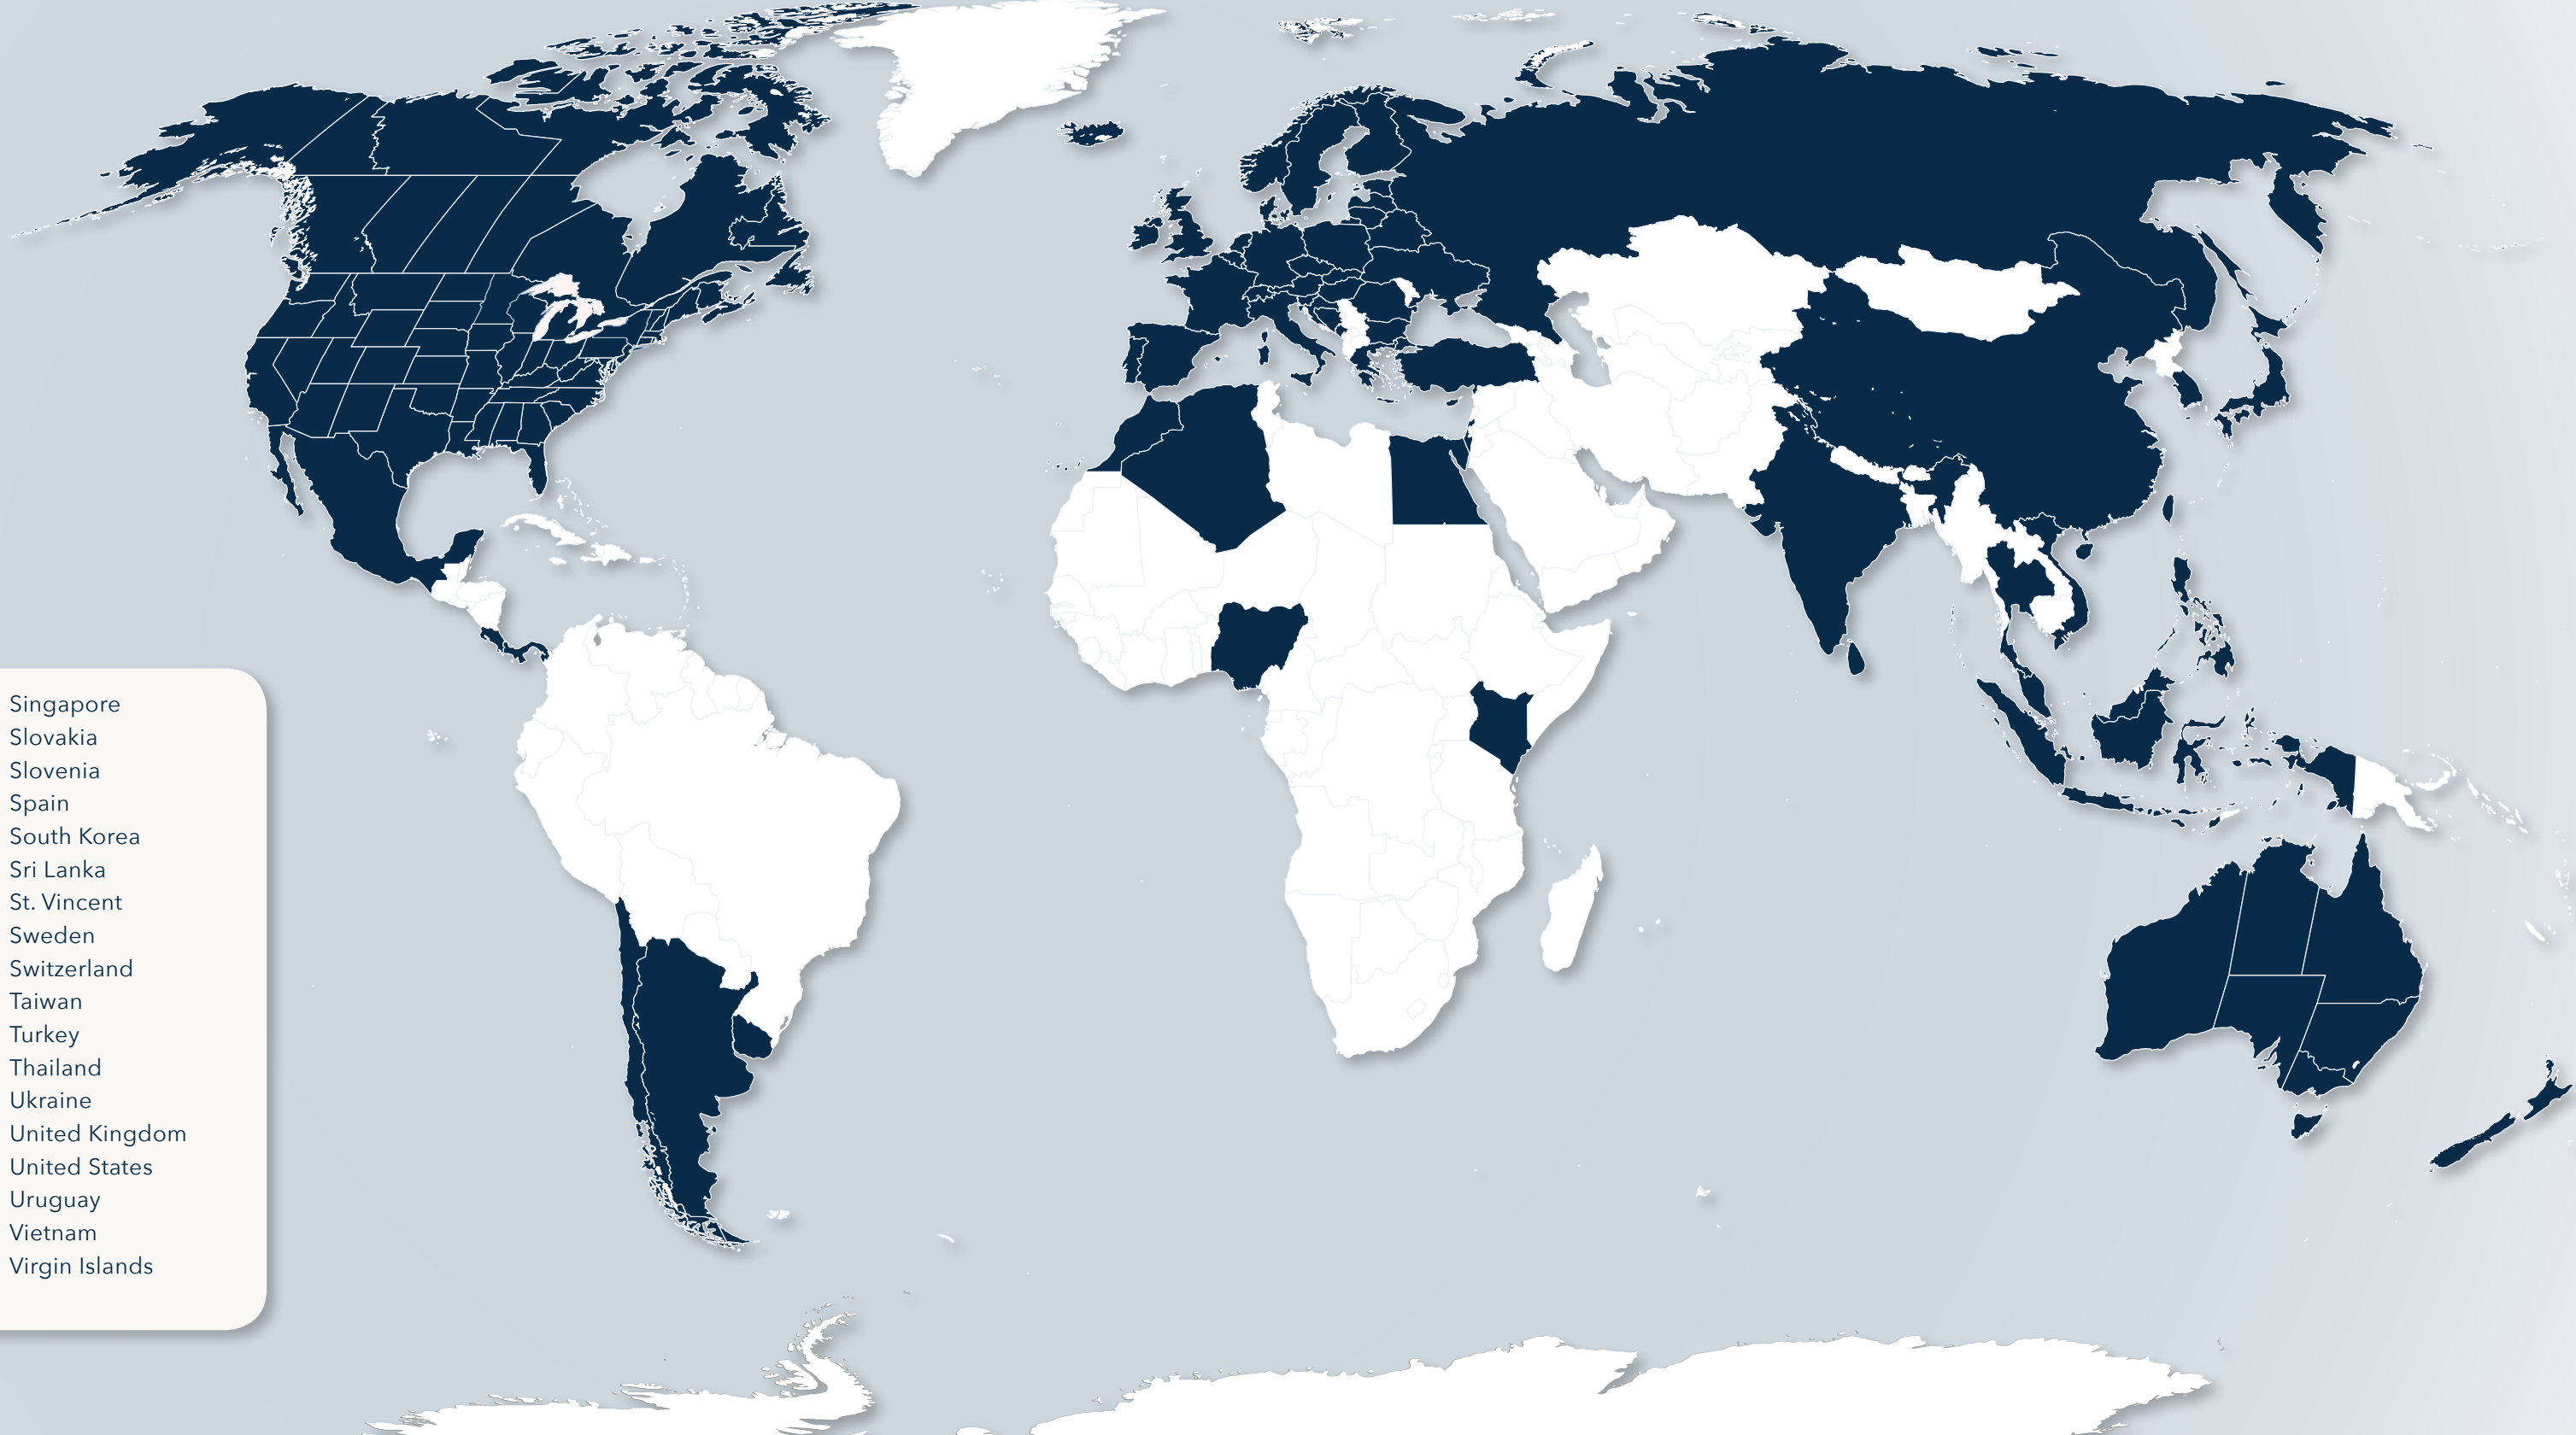 Singapore
Slovakia
Slovenia
Spain
South Korea
Sri Lanka
St. Vincent
Sweden
Switzerland
Taiwan
Turkey
Thailand
Ukraine
United Kingdom
United States
Uruguay
Vietnam
Virgin Islands